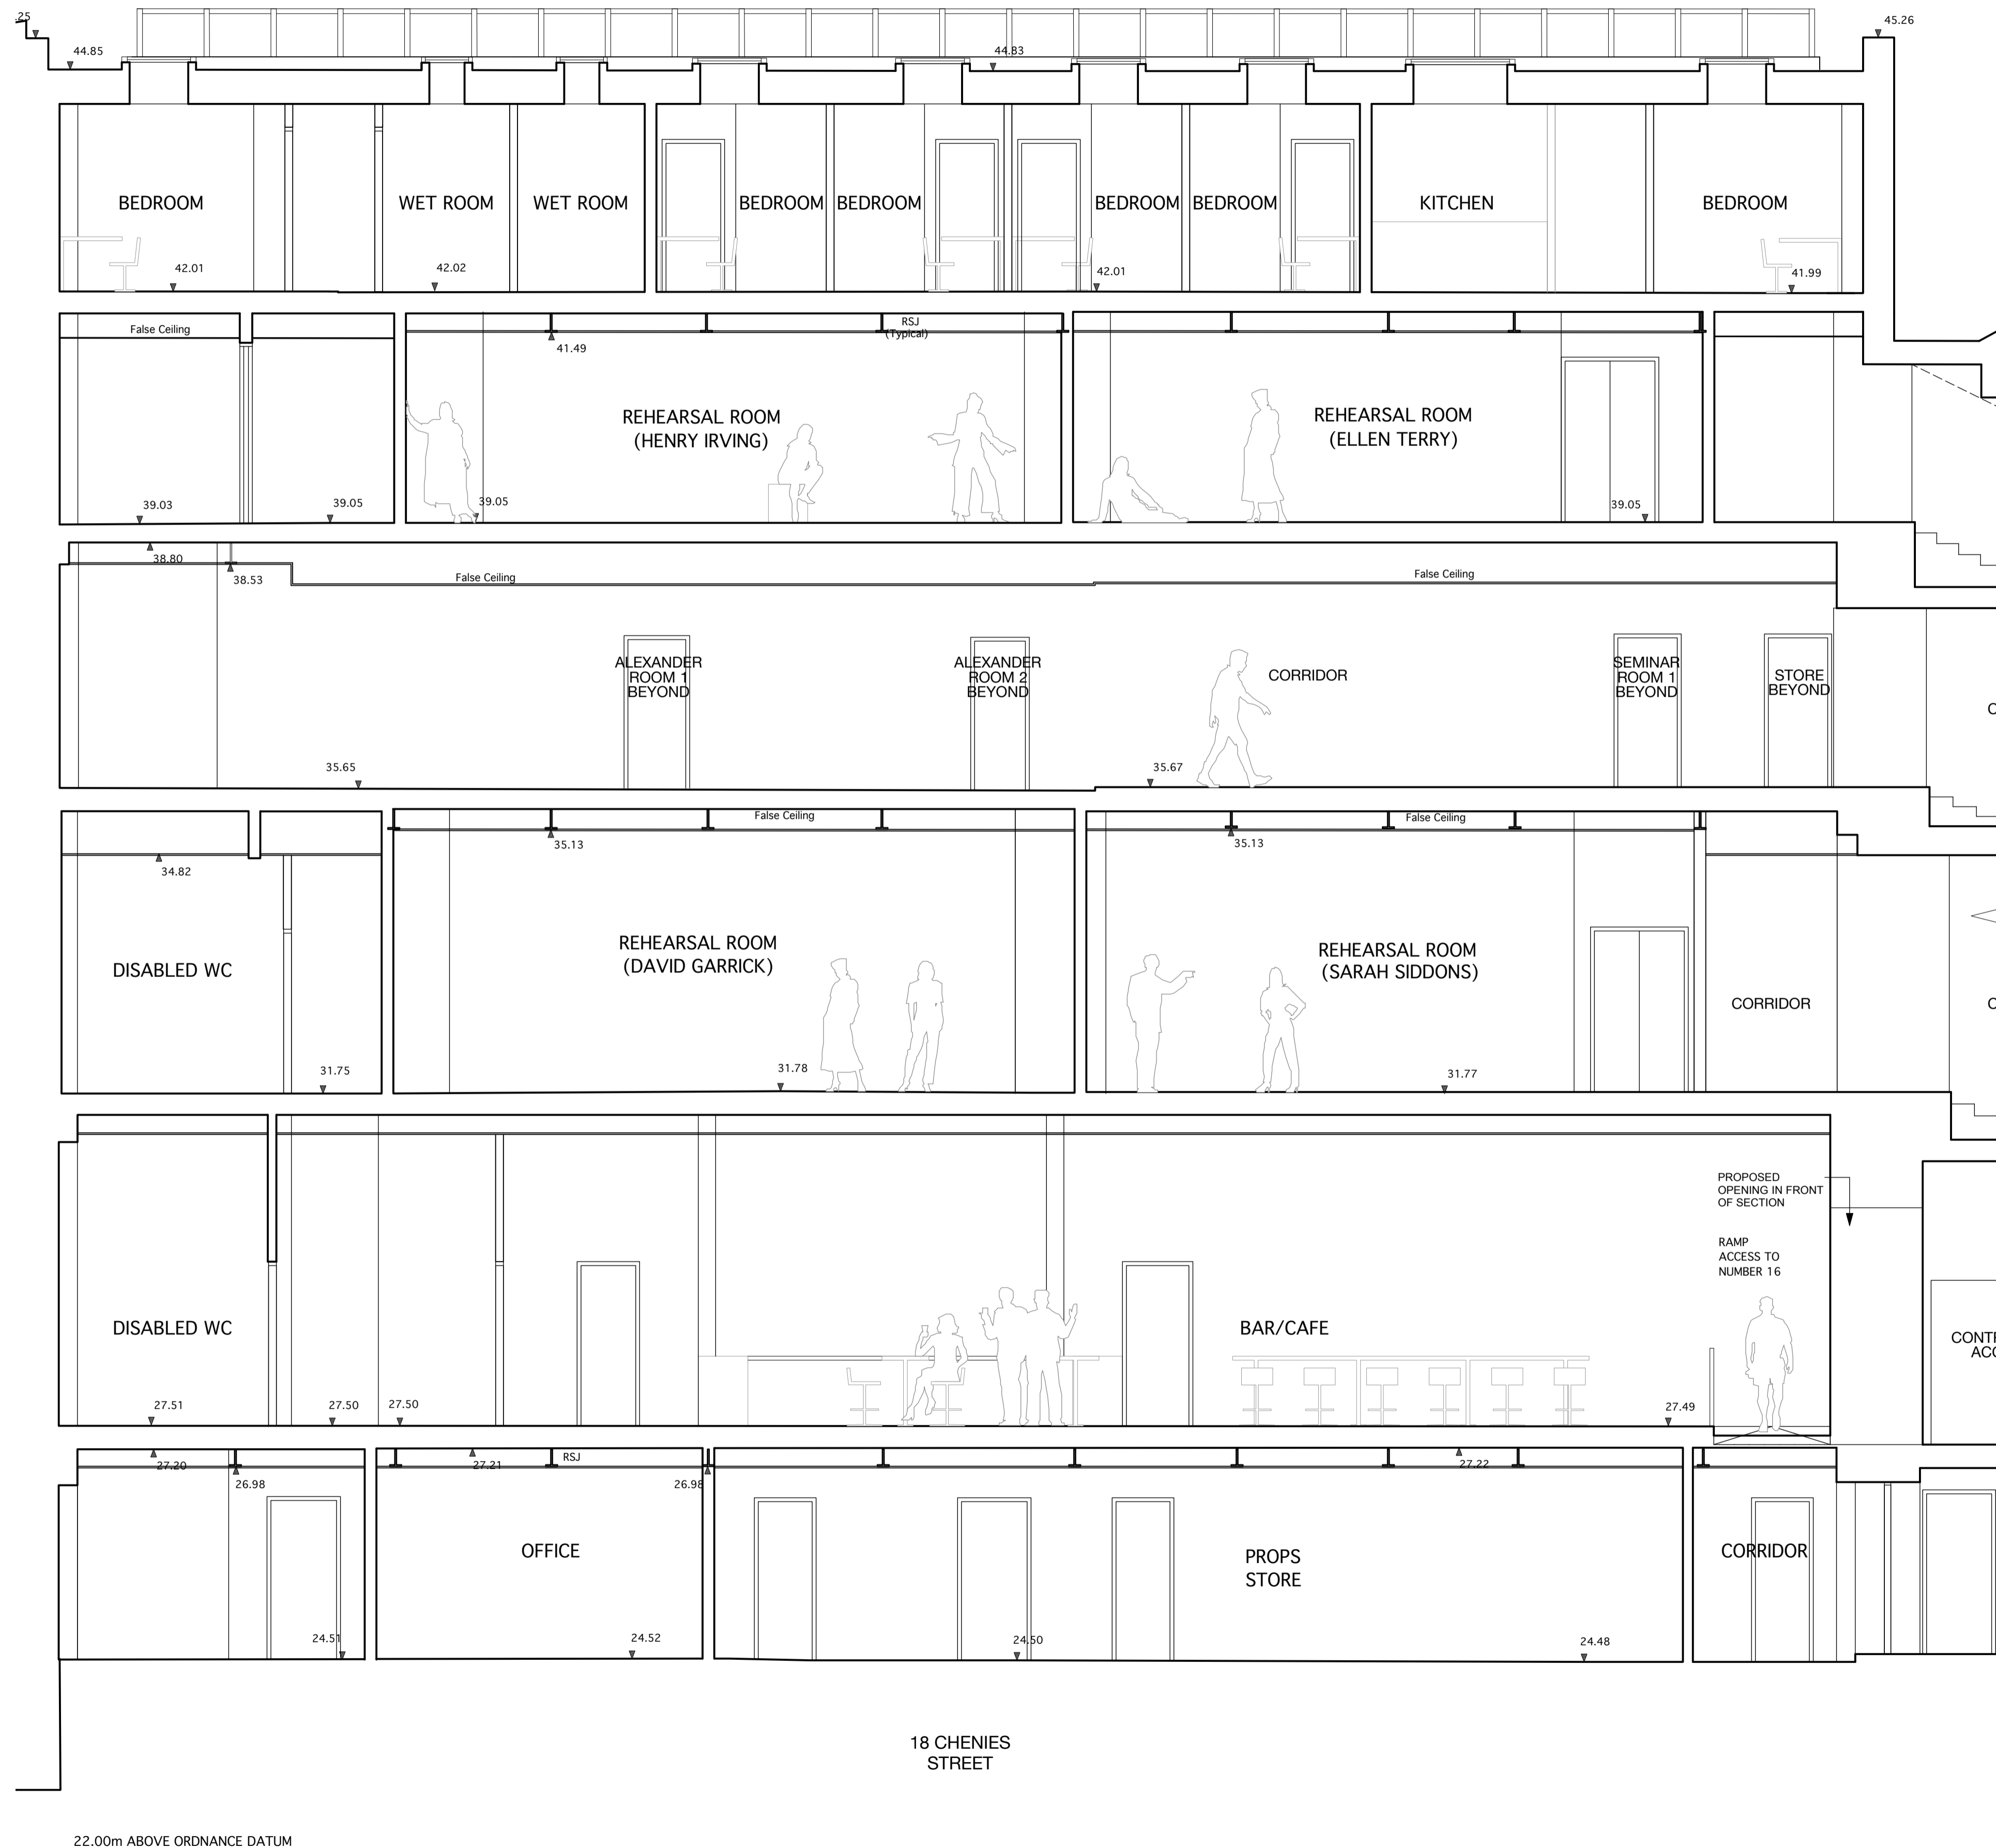 .25
45.26
44.85
44.83
BEDROOM
WET ROOM
WET ROOM
BEDROOM
BEDROOM
BEDROOM
BEDROOM
KITCHEN
BEDROOM
42.01
42.02
42.01
41.99
False Ceiling
RSJ
(Typical)
41.49
REHEARSAL ROOM
(HENRY IRVING)
REHEARSAL ROOM
(ELLEN TERRY)
39.03
39.05
39.05
39.05
38.80
38.53
False Ceiling
False Ceiling
ALEXANDER
ROOM 1
BEYOND
ALEXANDER
ROOM 2
BEYOND
CORRIDOR
SEMINAR
ROOM 1
BEYOND
STORE
BEYOND
C
35.65
35.67
False Ceiling
False Ceiling
35.13
35.13
34.82
DISABLED WC
REHEARSAL ROOM
(DAVID GARRICK)
REHEARSAL ROOM
(SARAH SIDDONS)
CORRIDOR
C
31.75
31.78
31.77
PROPOSED
OPENING IN FRONT
OF SECTION
RAMP
ACCESS TO
NUMBER 16
DISABLED WC
BAR/CAFE
CONT
ACC
27.51
27.50
27.50
27.49
27.20
26.98
27.21
RSJ
26.98
27.22
OFFICE
PROPS
STORE
CORRIDOR
24.51
24.52
24.50
24.48
18 CHENIES
STREET
22.00m ABOVE ORDNANCE DATUM